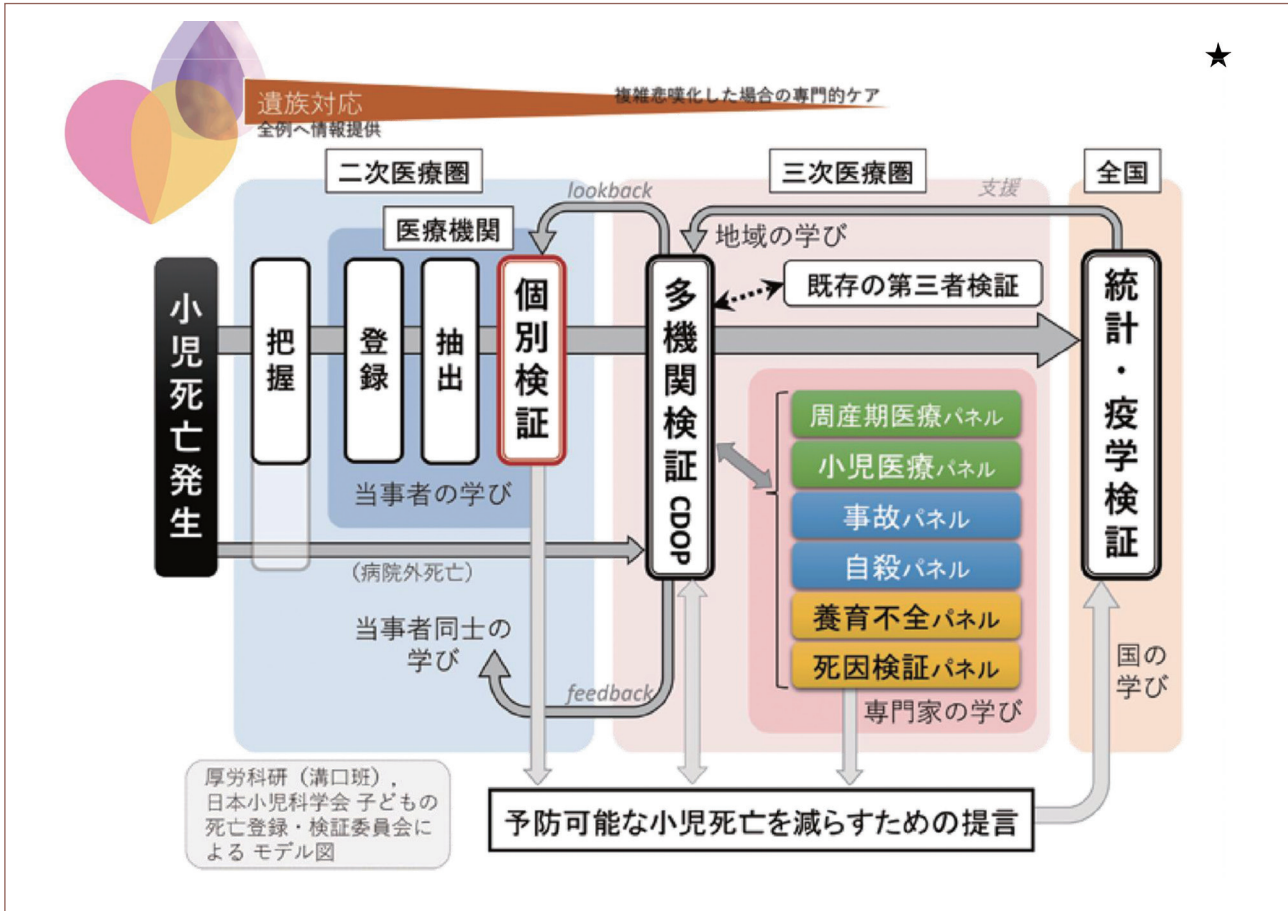 ★
遺族対応
全例へ情報提供
複雑悲嘆化した場合の専門的ケア
二次医療圏
三次医療圏
全国
lookback
支援
医療機関
地域の学び
小児死亡発生
把握
登録
抽出
個別検証
多機関検証 CDOP
既存の第三者検証
統計・疫学検証
周産期医療パネル
小児医療パネル
事故パネル
自殺パネル
養育不全パネル
死因検証パネル
当事者の学び
(病院外死亡)
当事者同士の
学び
feedback
専門家の学び
国の
学び
厚労科研（溝口班）,
日本小児科学会 子どもの
死亡登録・検証委員会に
よる モデル図
予防可能な小児死亡を減らすための提言